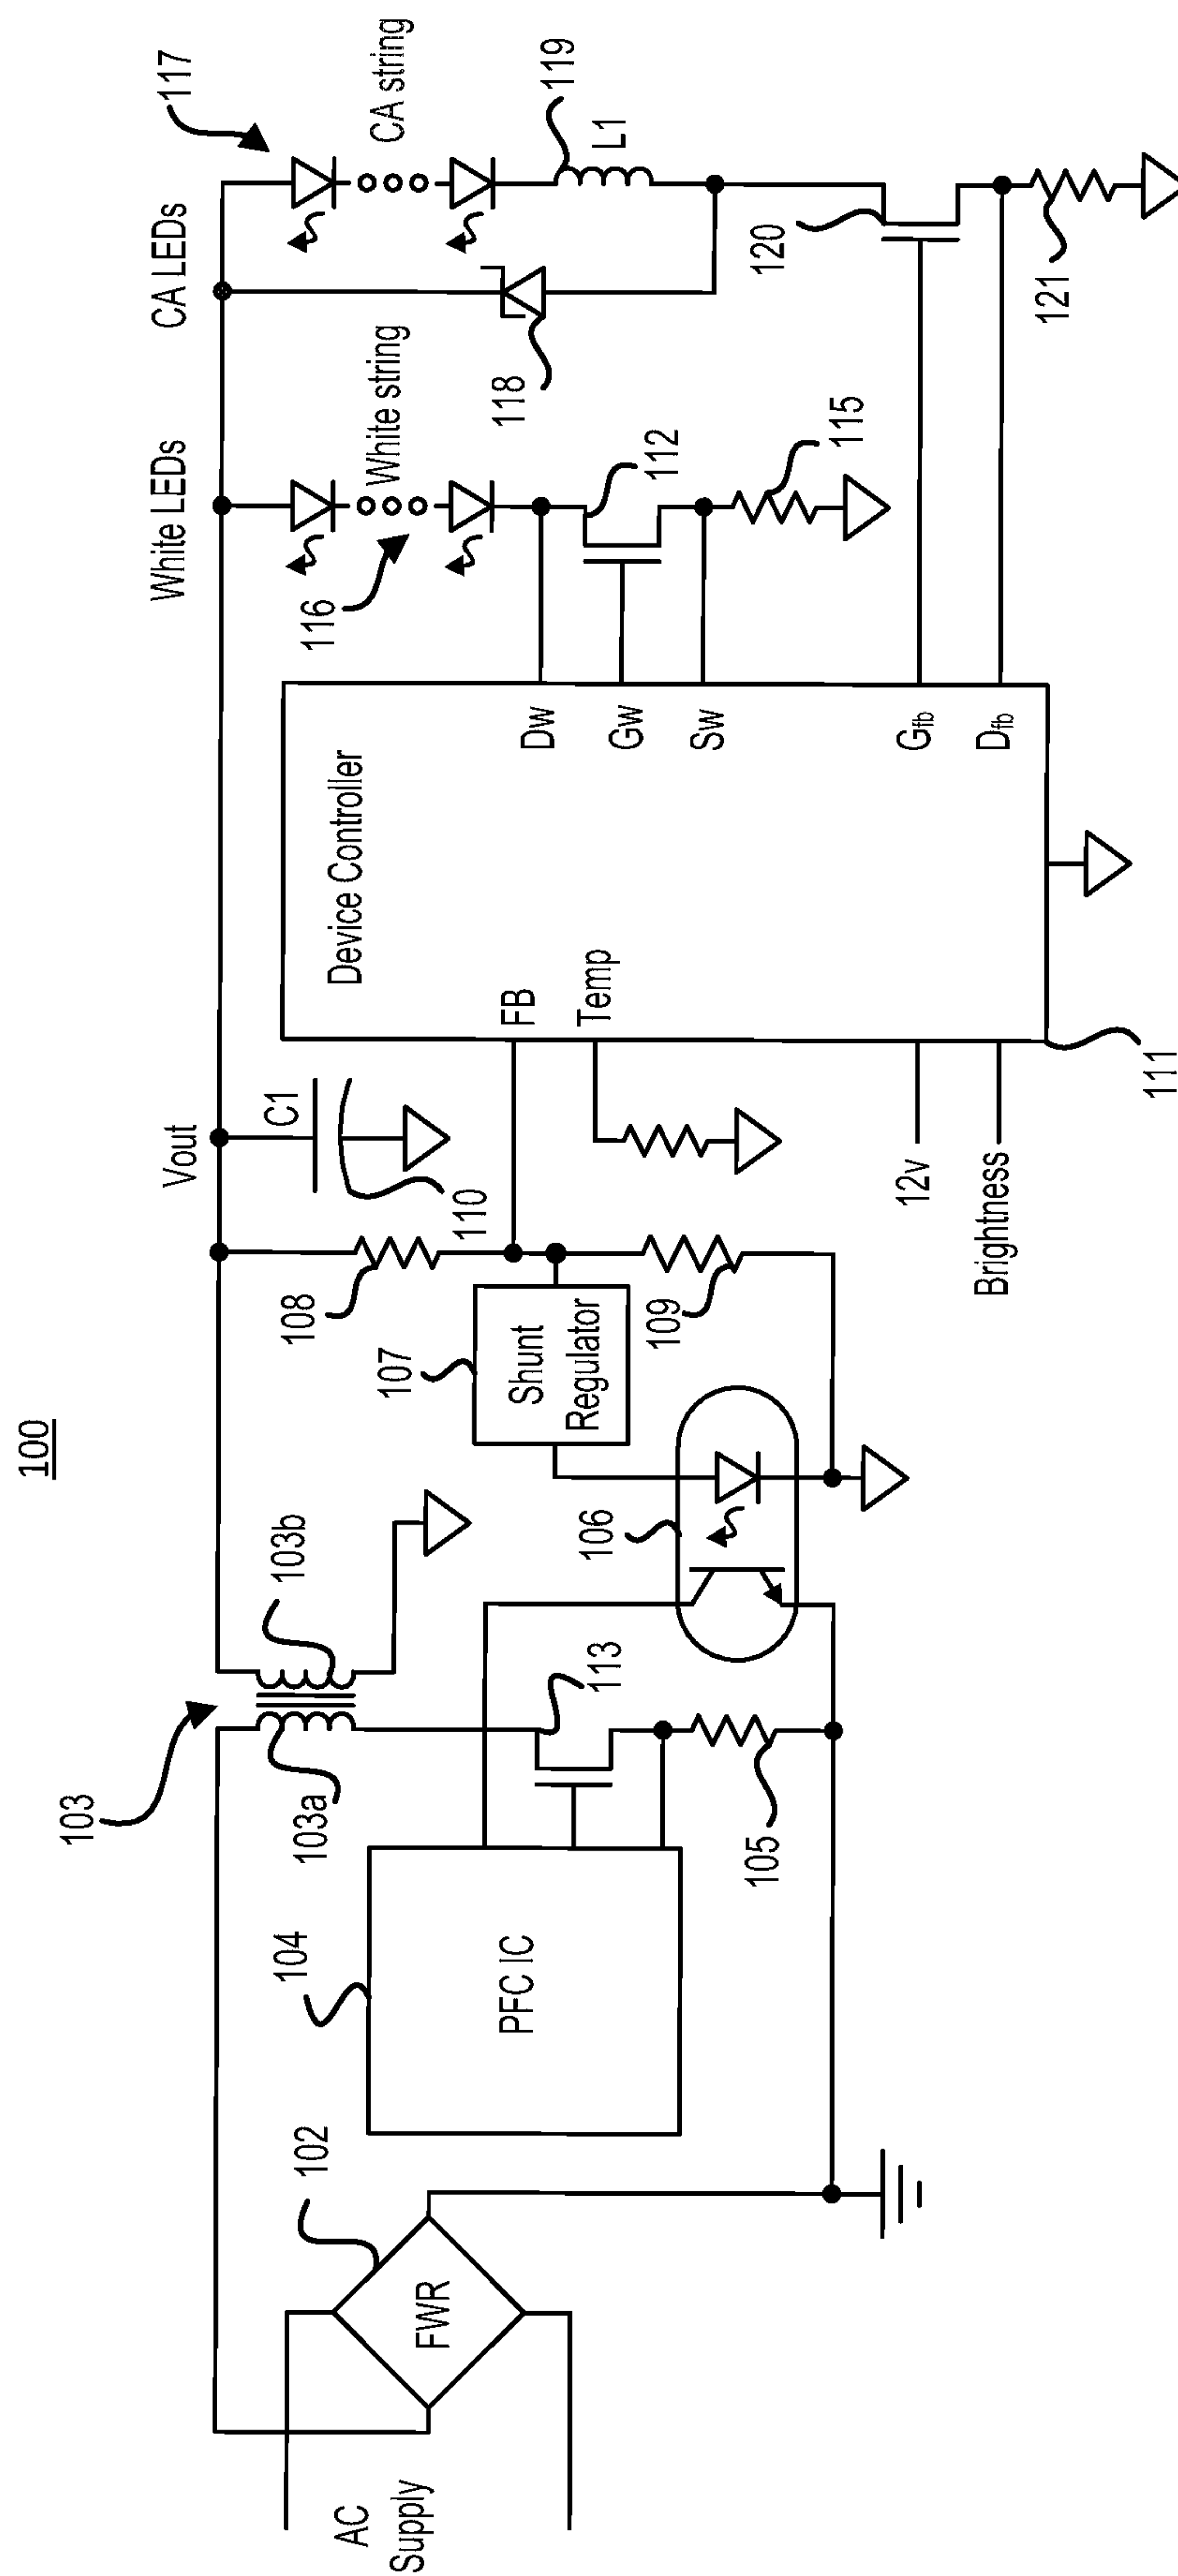 100
AC
Supply
FWR
102
103
103a
103b
104
PFC IC
113
105
106
107
Shunt
Regulator
108
109
Vout
C1
110
FB
Temp
12v
Brightness
Device Controller
111
Dw
Gw
Sw
Gfb
Dfb
White LEDs
White string
116
112
115
CA LEDs
CA string
117
118
119
L1
120
121